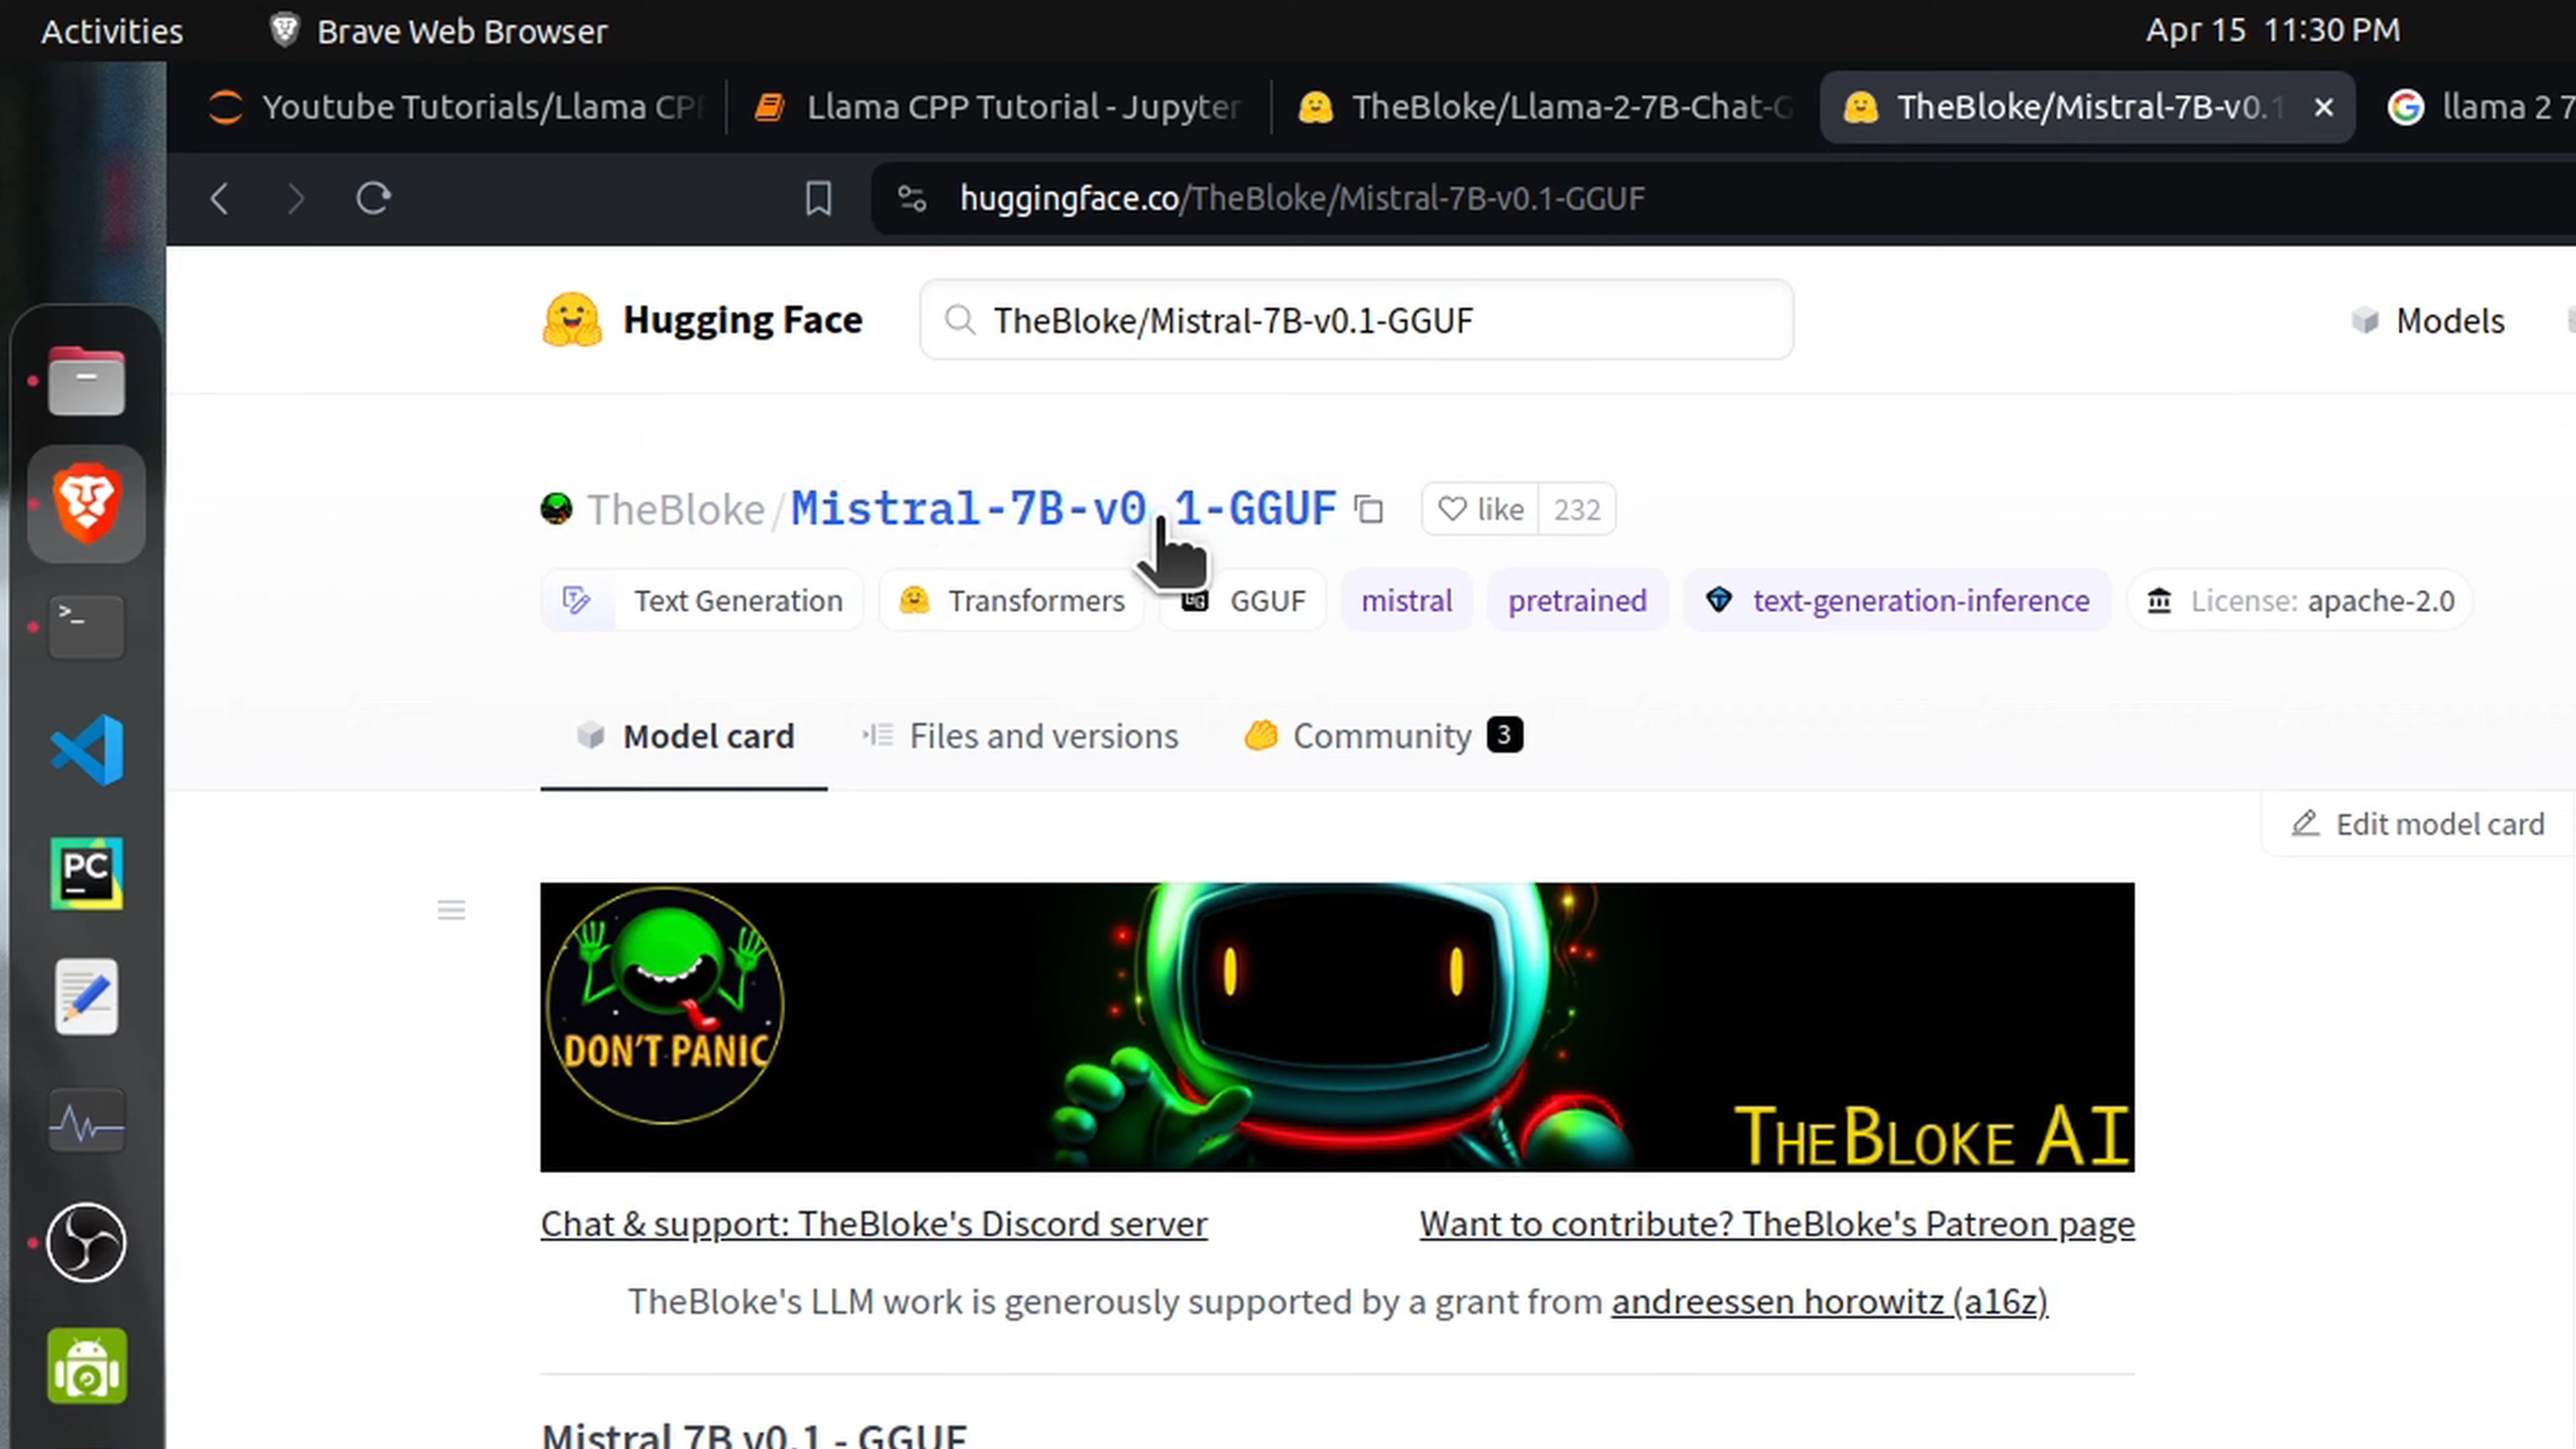 Activities Brave Web Browser Apr 15 11:30 PM
Youtube Tutorials/Llama CPP Llama CPP Tutorial - Jupyter TheBloke/Llama-2-7B-Chat-G TheBloke/Mistral-7B-v0.1 llama 2 7
huggingface.co/TheBloke/Mistral-7B-v0.1-GGUF
Hugging Face TheBloke/Mistral-7B-v0.1-GGUF Models
TheBloke/Mistral-7B-v0.1-GGUF like 232
Text Generation Transformers GGUF mistral pretrained text-generation-inference License: apache-2.0
Model card Files and versions Community 3
Edit model card
PC
DON'T PANIC
THEBLOKE AI
Chat & support: TheBloke's Discord server Want to contribute? TheBloke's Patreon page
TheBloke's LLM work is generously supported by a grant from andreessen horowitz (a16z)
Mistral 7B v0.1 - GGUF